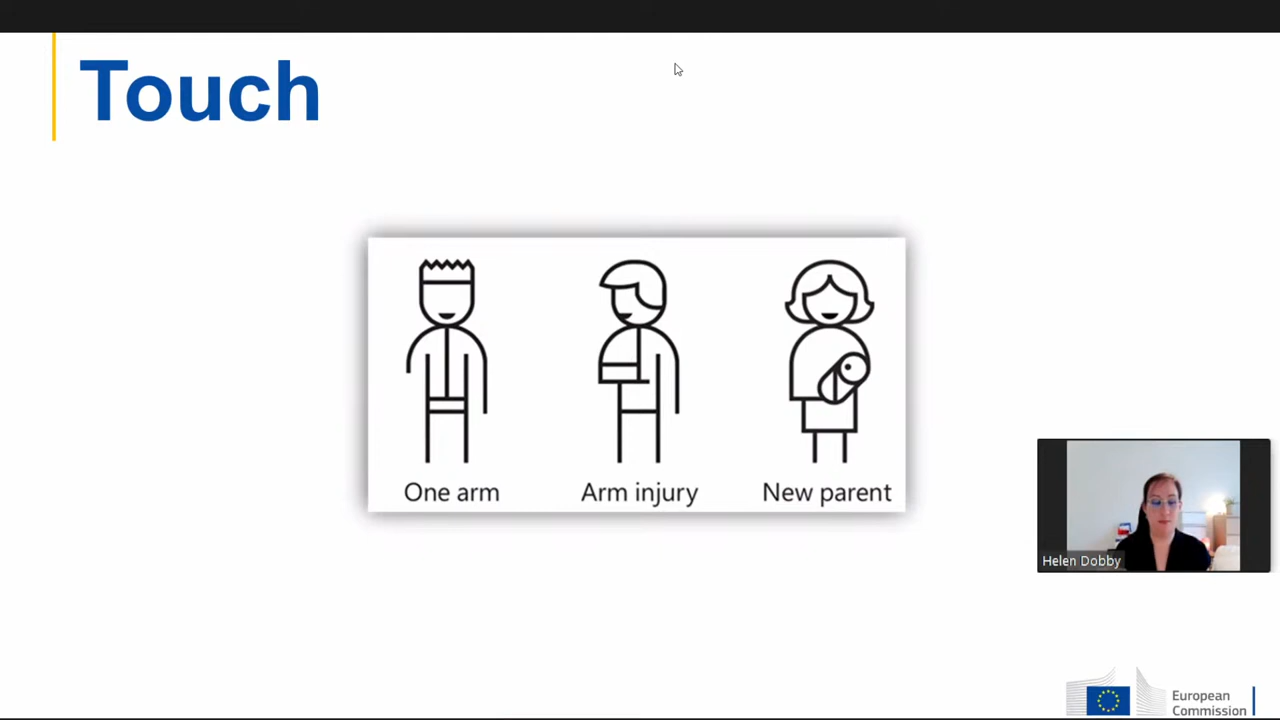 Touch
One arm
Arm injury
New parent
Helen Dobby
European
Commission